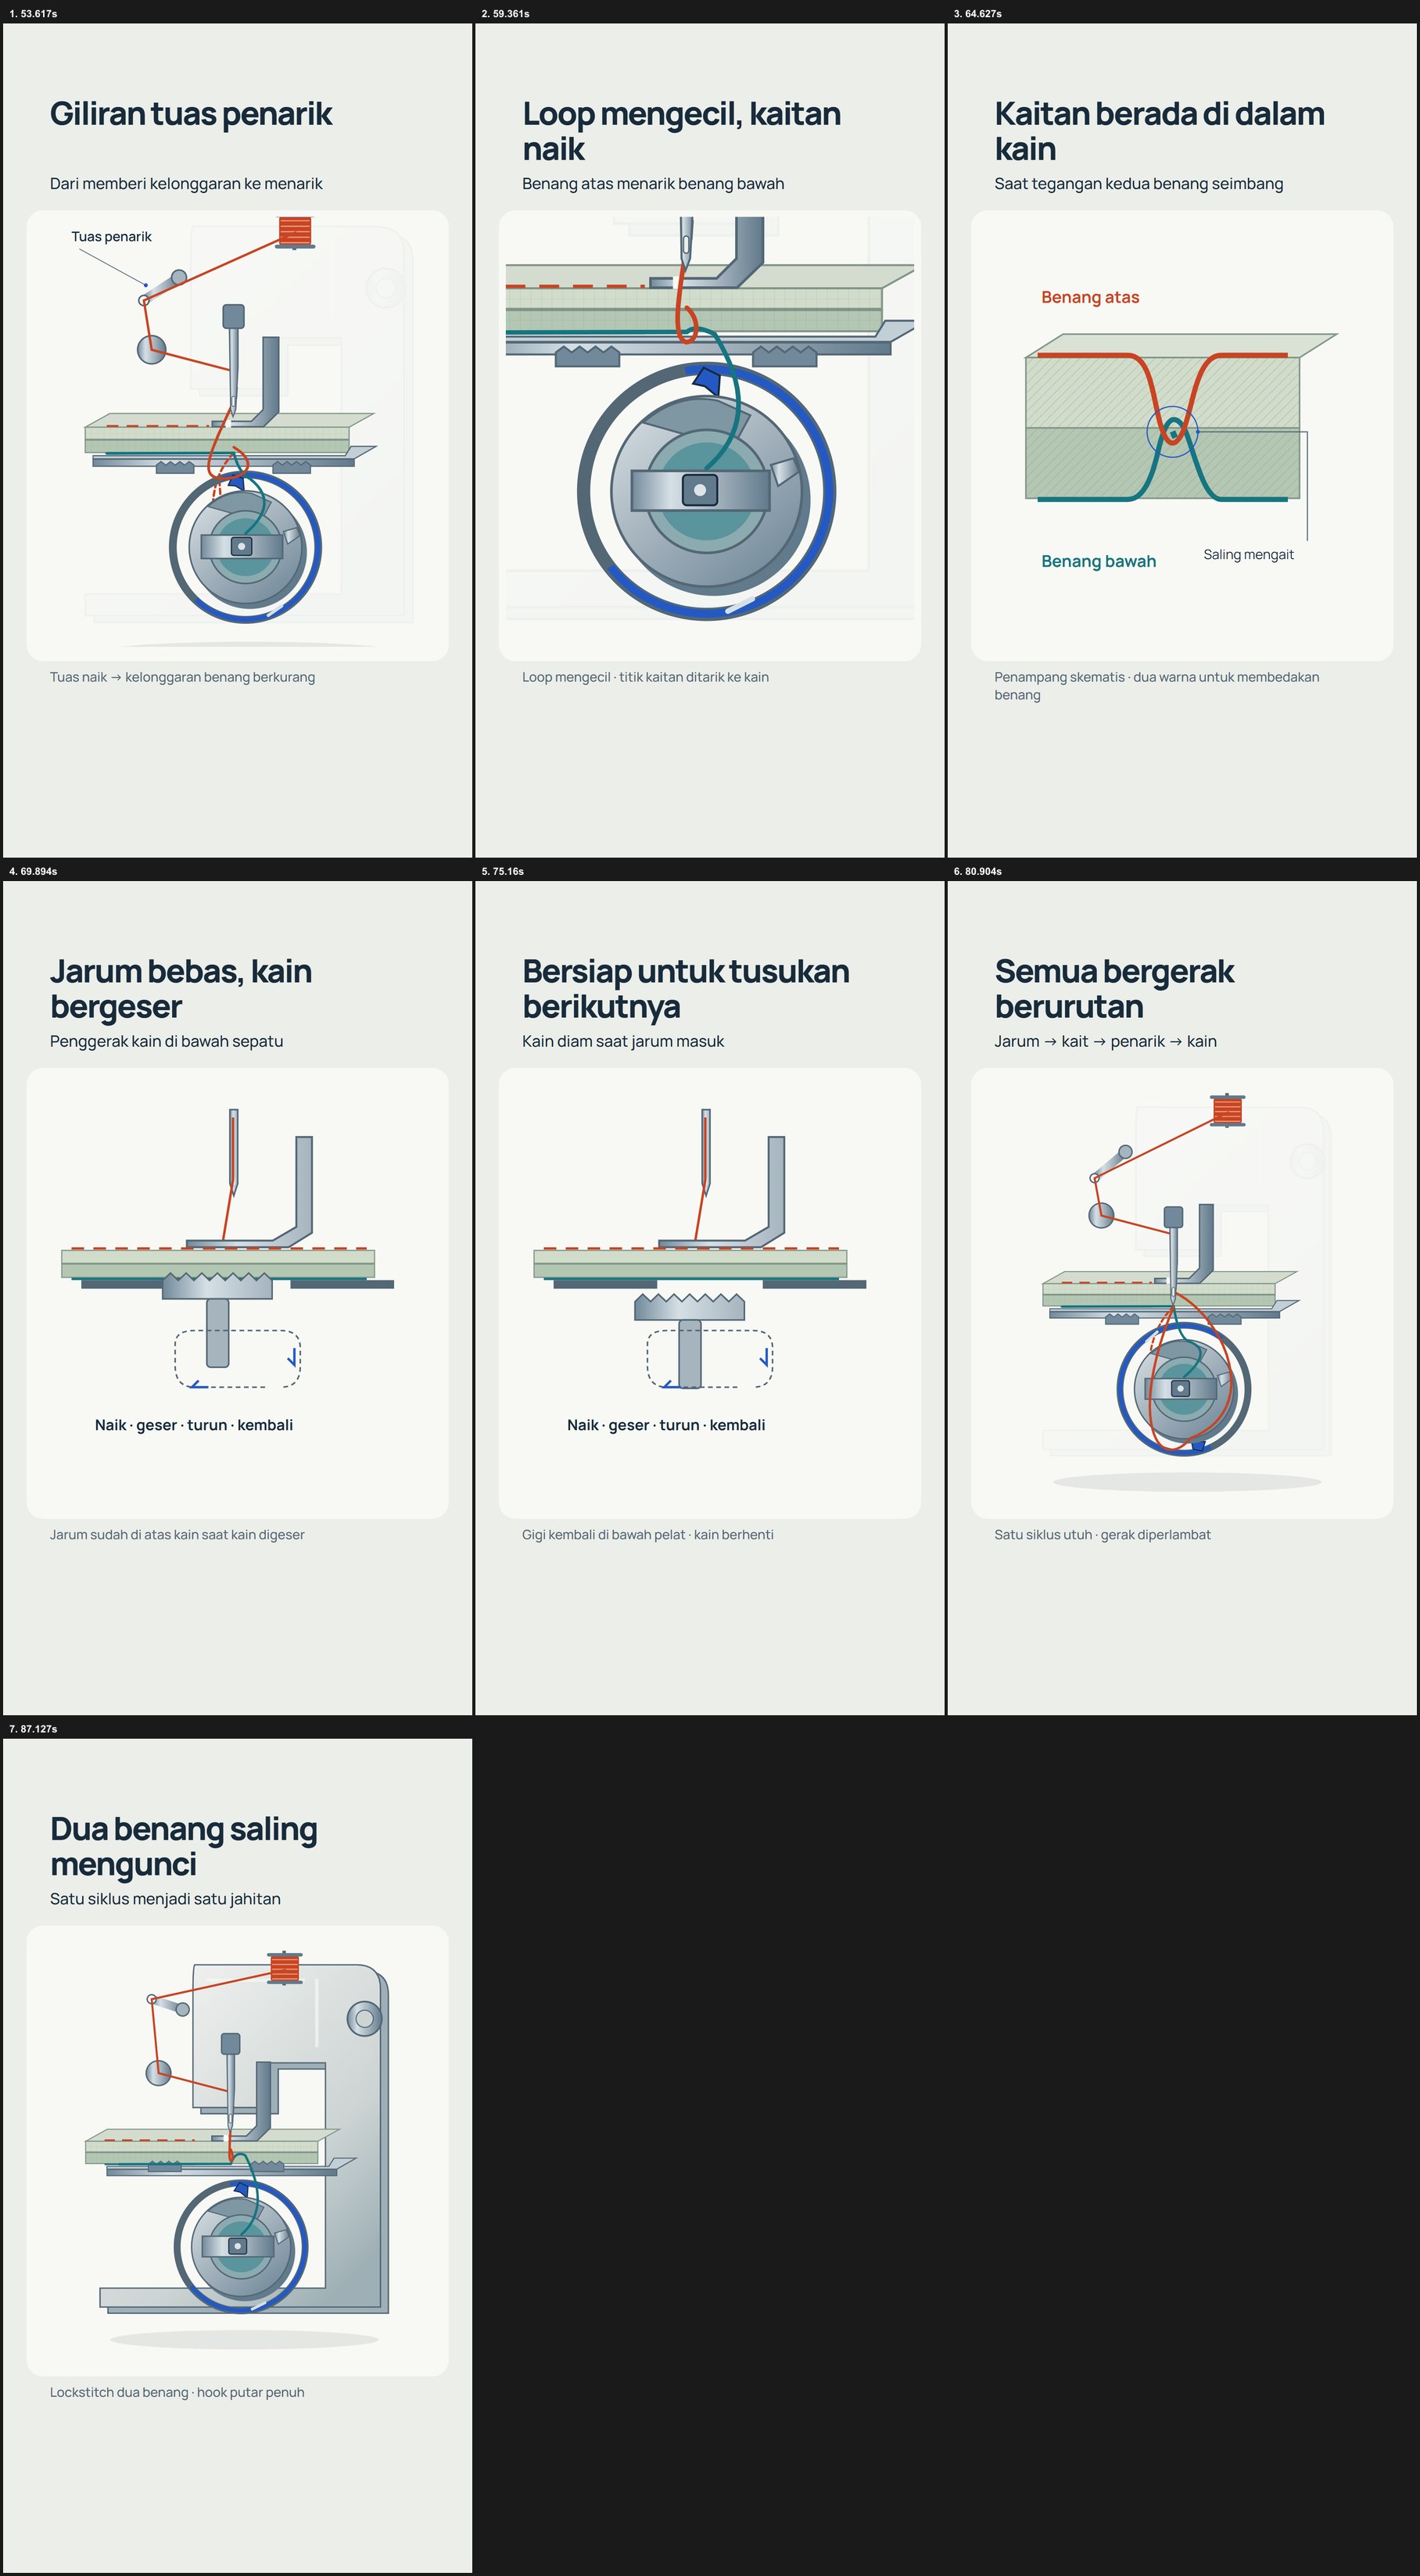 1. 53.617s
Giliran tuas penarik
Dari memberi kelonggaran ke menarik
Tuas penarik
Tuas naik → kelonggaran benang berkurang
2. 59.361s
Loop mengecil, kaitan
naik
Benang atas menarik benang bawah
Loop mengecil · titik kaitan ditarik ke kain
3. 64.627s
Kaitan berada di dalam
kain
Saat tegangan kedua benang seimbang
Benang atas
Benang bawah
Saling mengait
Penampang skematis · dua warna untuk membedakan
benang
4. 69.894s
Jarum bebas, kain
bergeser
Penggerak kain di bawah sepatu
Naik · geser · turun · kembali
Jarum sudah di atas kain saat kain digeser
5. 75.16s
Bersiap untuk tusukan
berikutnya
Kain diam saat jarum masuk
Naik · geser · turun · kembali
Gigi kembali di bawah pelat · kain berhenti
6. 80.904s
Semua bergerak
berurutan
Jarum → kait → penarik → kain
Satu siklus utuh · gerak diperlambat
7. 87.127s
Dua benang saling
mengunci
Satu siklus menjadi satu jahitan
Lockstitch dua benang · hook putar penuh